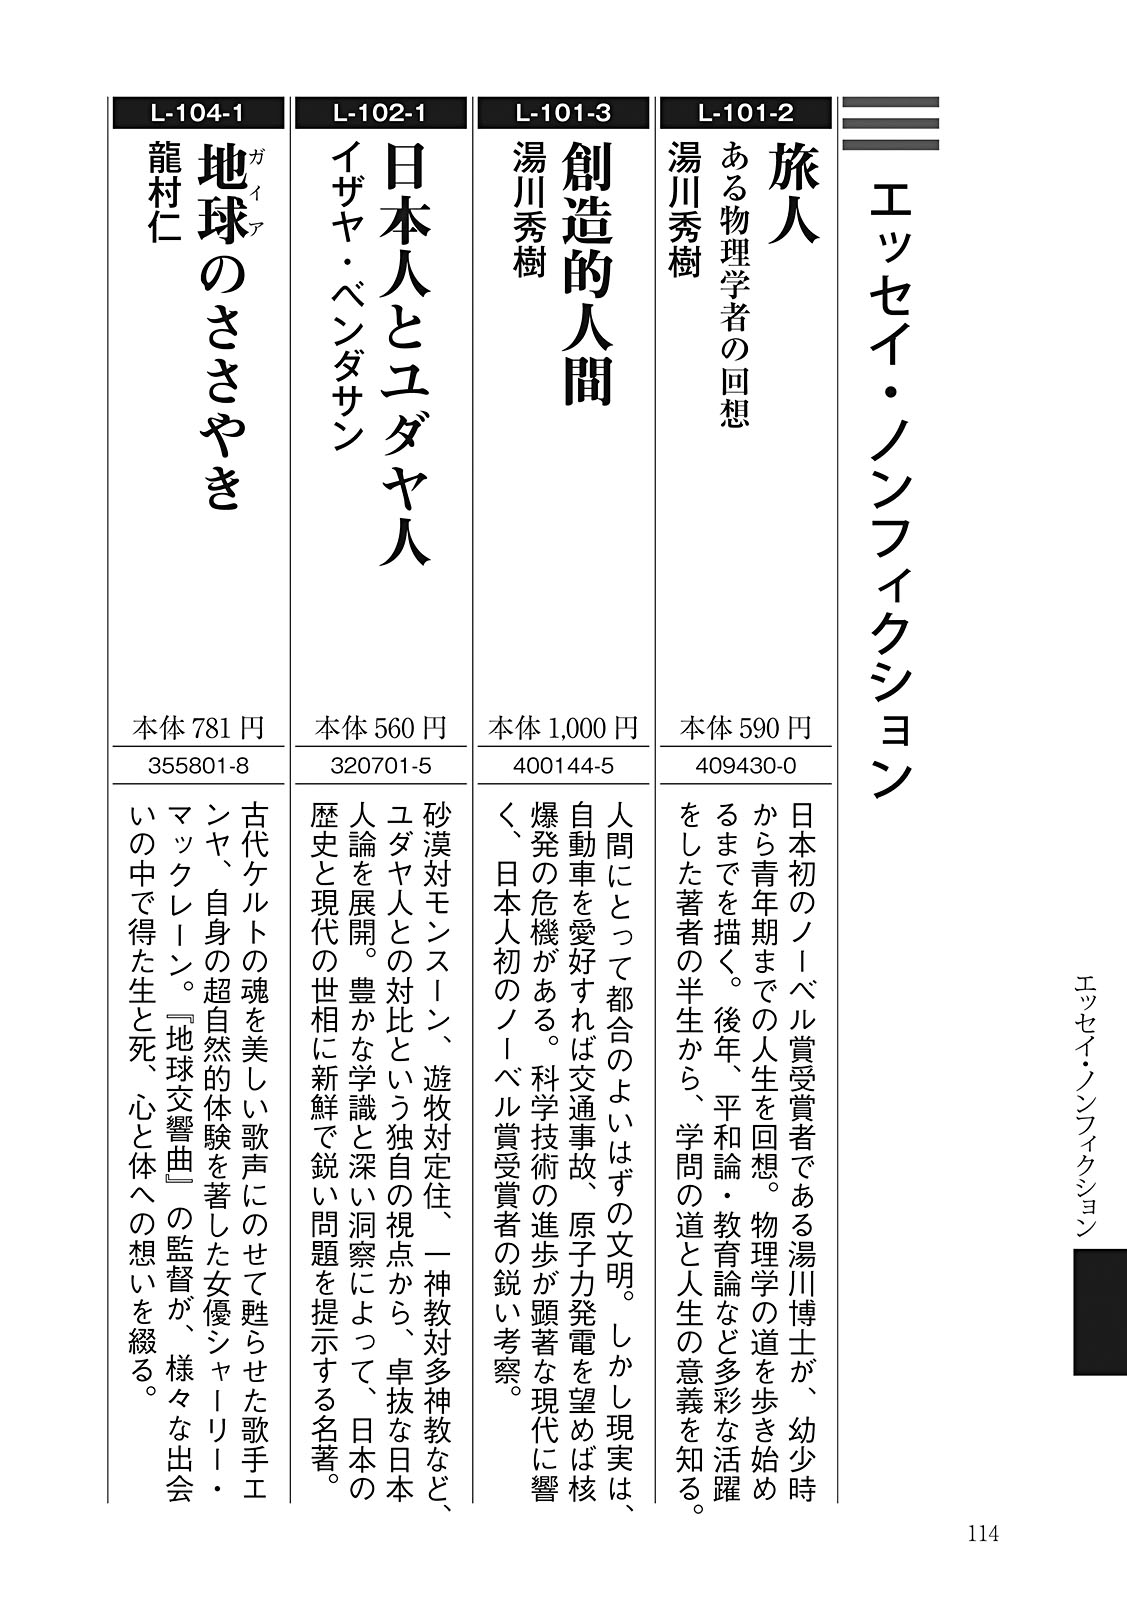 エッセイ・ノンフィクション
L-101-2
旅人
ある物理学者の回想
湯川秀樹
本体 590 円
409430-0
日本初のノーベル賞受賞者である湯川博士が、幼少時
から青年期までの人生を回想。物理学の道を歩き始め
るまでを描く。後年、平和論・教育論など多彩な活躍
をした著者の半生から、学問の道と人生の意義を知る。
L-101-3
創造的人間
湯川秀樹
本体 1,000 円
400144-5
人間にとって都合のよいはずの文明。しかし現実は、
自動車を愛好すれば交通事故、原子力発電を望めば核
爆発の危機がある。科学技術の進歩が顕著な現代に響
く、日本人初のノーベル賞受賞者の鋭い考察。
L-102-1
日本人とユダヤ人
イザヤ・ベンダサン
本体 560 円
320701-5
砂漠対モンスーン、遊牧対定住、一神教対多神教など、
ユダヤ人との対比という独自の視点から、卓抜な日本
人論を展開。豊かな学識と深い洞察によって、日本の
歴史と現代の世相に新鮮で鋭い問題を提示する名著。
L-104-1
ガイア
地球のささやき
龍村仁
本体 781 円
355801-8
古代ケルトの魂を美しい歌声にのせて甦らせた歌手エ
ンヤ、自身の超自然的体験を著した女優シャーリー・
マックレーン。『地球交響曲』の監督が、様々な出会
いの中で得た生と死、心と体への想いを綴る。
エッセイ・ノンフィクション
114